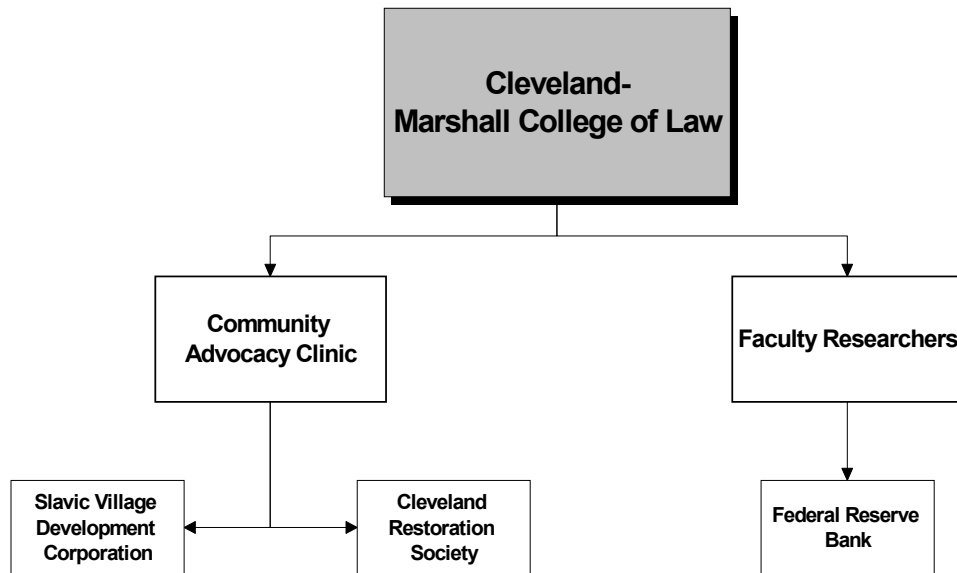 Cleveland-
Marshall College of Law
Community
Advocacy Clinic
Faculty Researchers
Slavic Village
Development
Corporation
Cleveland
Restoration
Society
Federal Reserve
Bank